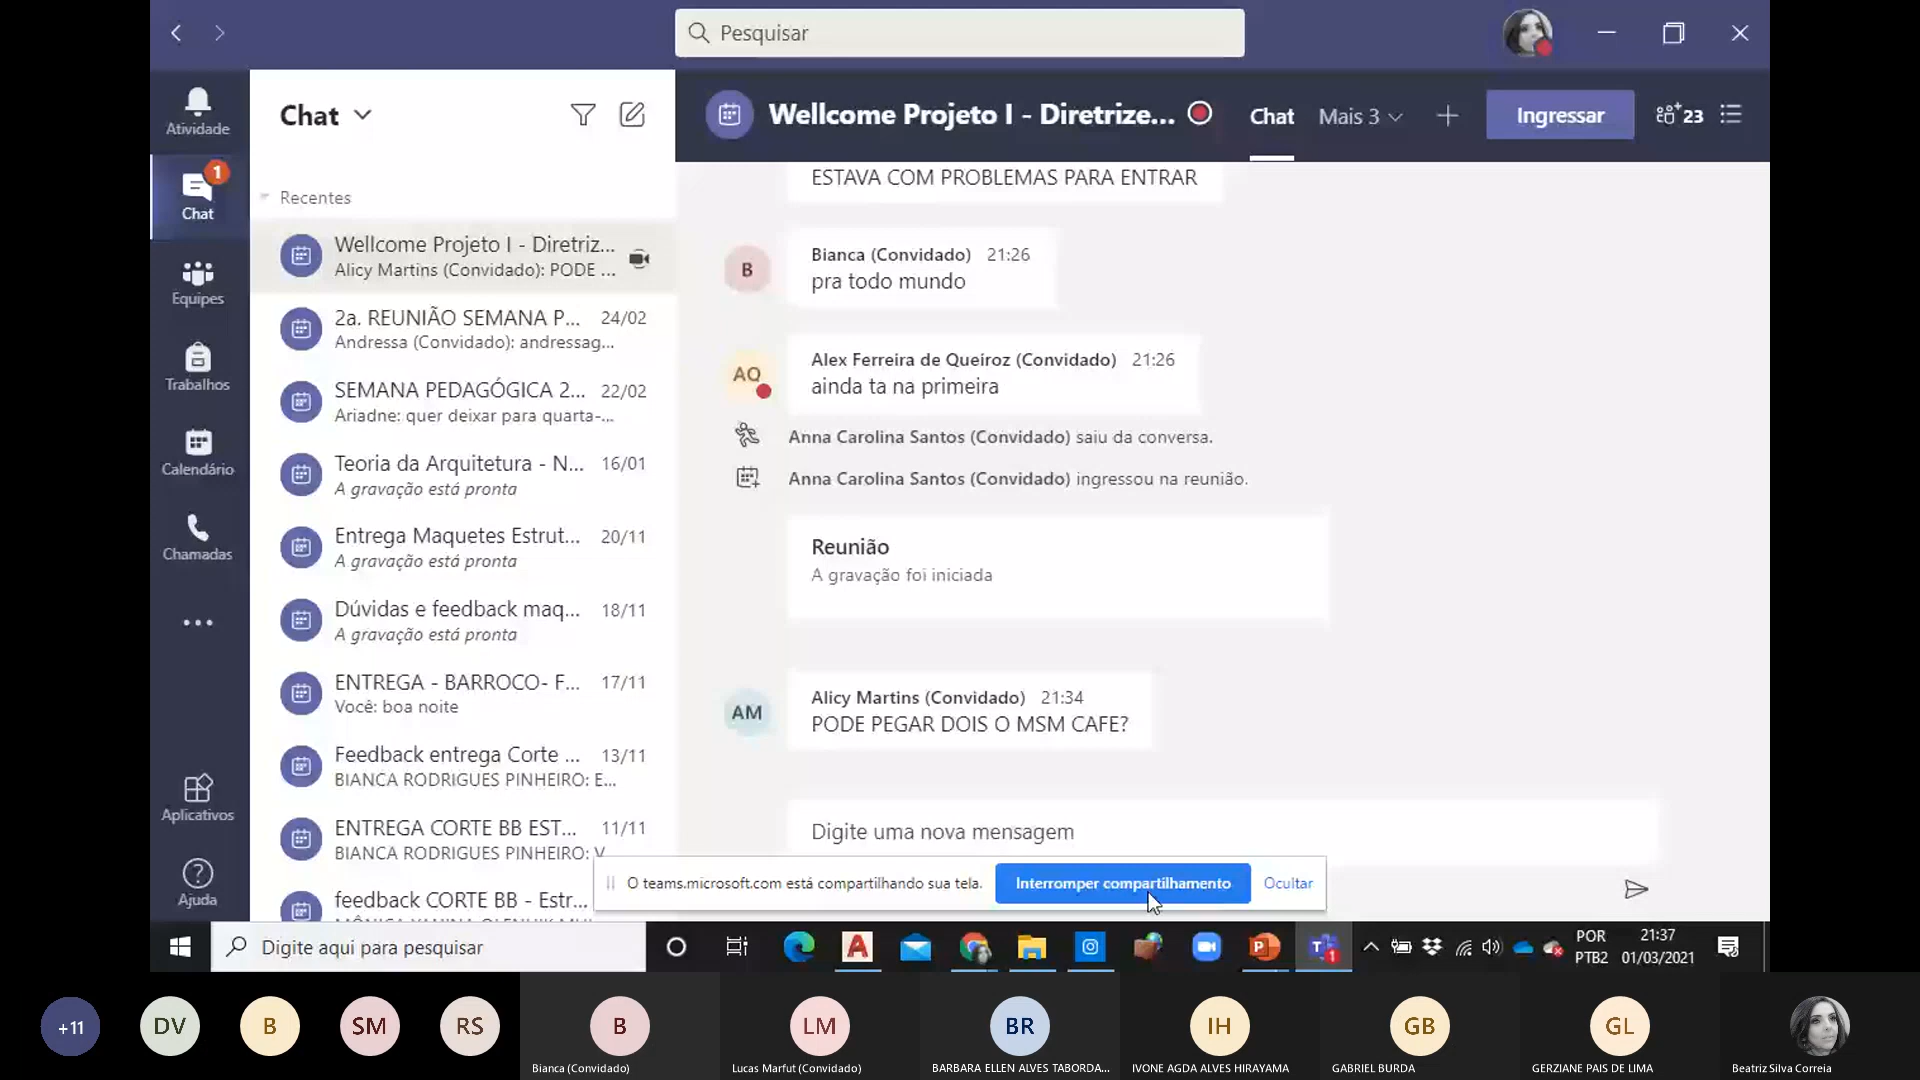 Pesquisar
Atividade
1
Chat
Equipes
Trabalhos
Calendário
Chamadas
Aplicativos
Ajuda
Chat
Recentes
Wellcome Projeto I - Diretriz...
Alicy Martins (Convidado): PODE ...
2a. REUNIÃO SEMANA P... 24/02
Andressa (Convidado): andressag...
SEMANA PEDAGÓGICA 2... 22/02
Ariadne: quer deixar para quarta-...
Teoria da Arquitetura - N... 16/01
A gravação está pronta
Entrega Maquetes Estrut... 20/11
A gravação está pronta
Dúvidas e feedback maq... 18/11
A gravação está pronta
ENTREGA - BARROCO- F... 17/11
Você: boa noite
Feedback entrega Corte ... 13/11
BIANCA RODRIGUES PINHEIRO: E...
ENTREGA CORTE BB EST... 11/11
BIANCA RODRIGUES PINHEIRO: V
feedback CORTE BB - Estr...
Wellcome Projeto I - Diretrize...
Chat Mais 3 Ingressar 23
ESTAVA COM PROBLEMAS PARA ENTRAR
B
Bianca (Convidado) 21:26
pra todo mundo
AQ
Alex Ferreira de Queiroz (Convidado) 21:26
ainda ta na primeira
Anna Carolina Santos (Convidado) saiu da conversa.
Anna Carolina Santos (Convidado) ingressou na reunião.
Reunião
A gravação foi iniciada
AM
Alicy Martins (Convidado) 21:34
PODE PEGAR DOIS O MSM CAFE?
Digite uma nova mensagem
O teams.microsoft.com está compartilhando sua tela. Interromper compartilhamento Ocultar
Digite aqui para pesquisar
POR 21:37
PTB2 01/03/2021
+11 DV B SM RS B LM BR IH GB GL
Bianca (Convidado) Lucas Marfut (Convidado) BARBARA ELLEN ALVES TABORDA... IVONE AGDA ALVES HIRAYAMA GABRIEL BURDA GERZIANE PAIS DE LIMA Beatriz Silva Correia